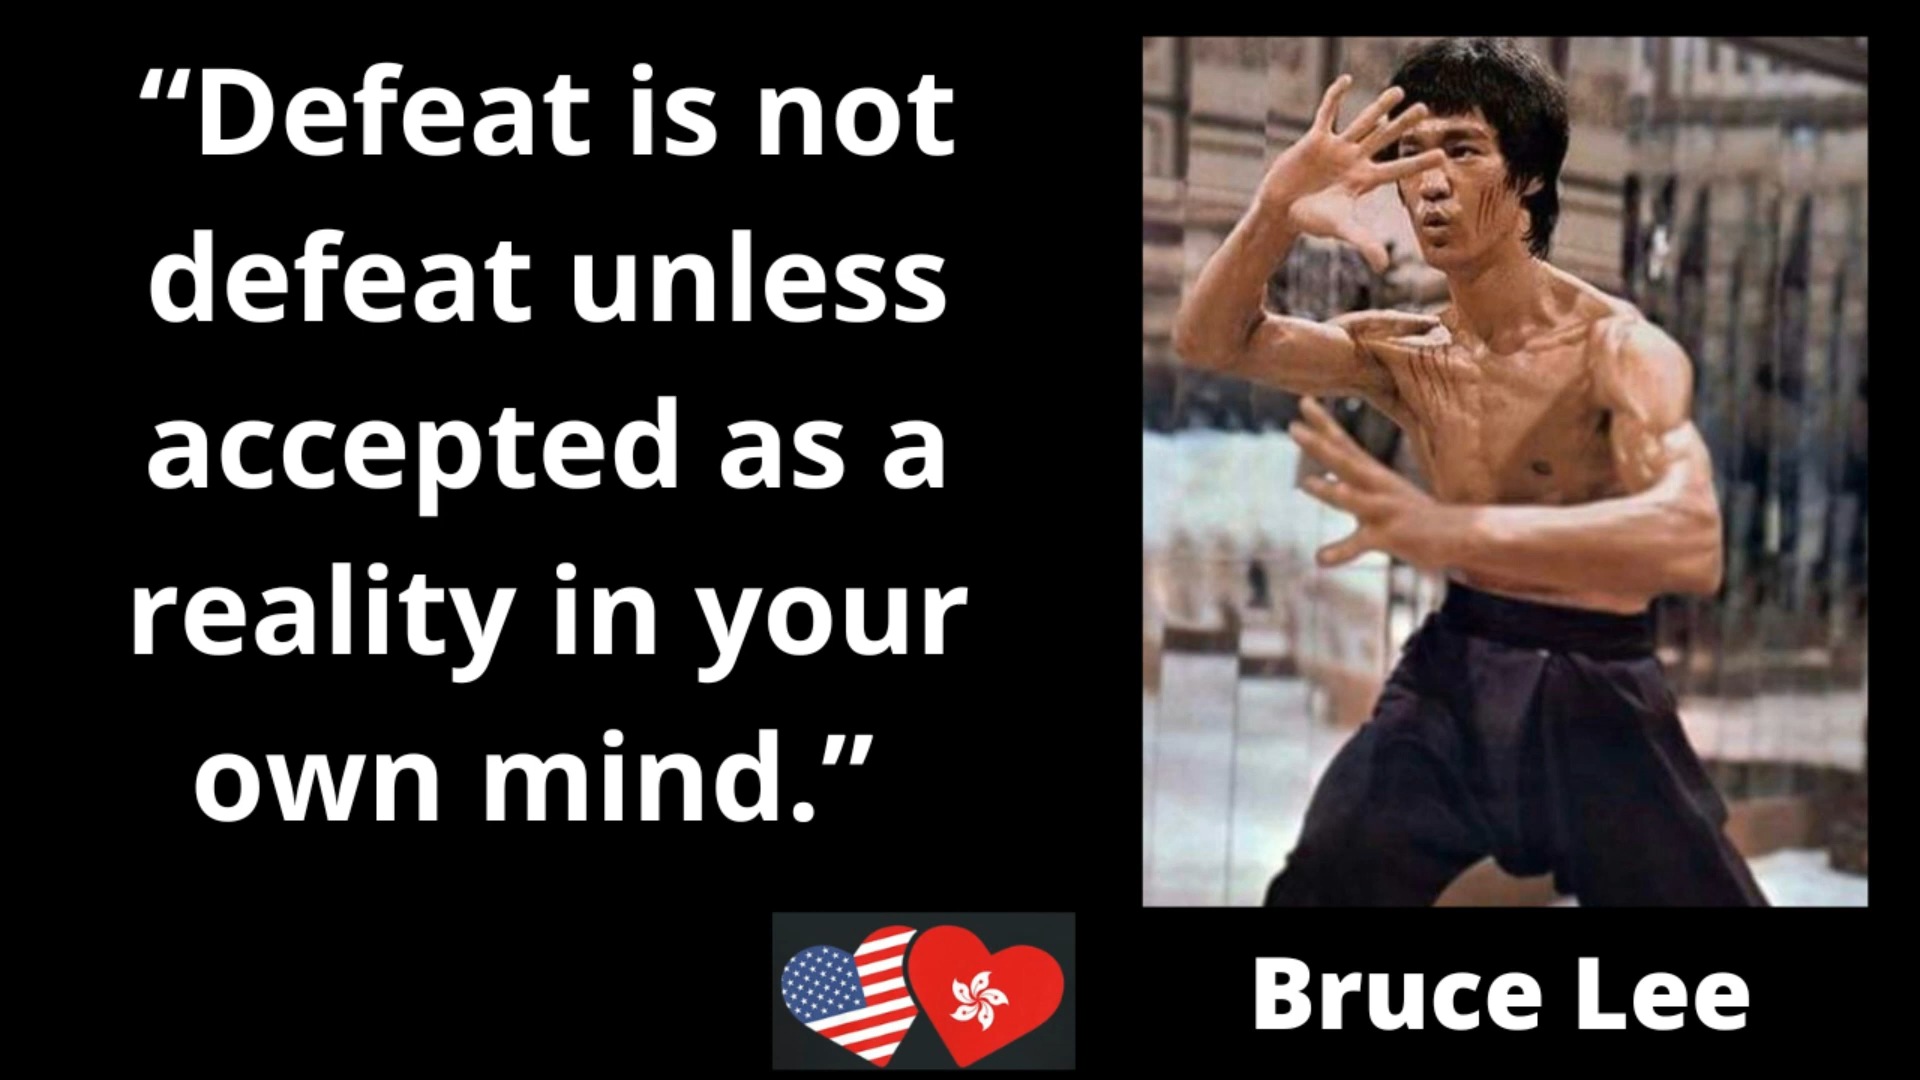 “Defeat is not
defeat unless
accepted as a
reality in your
own mind.”
Bruce Lee